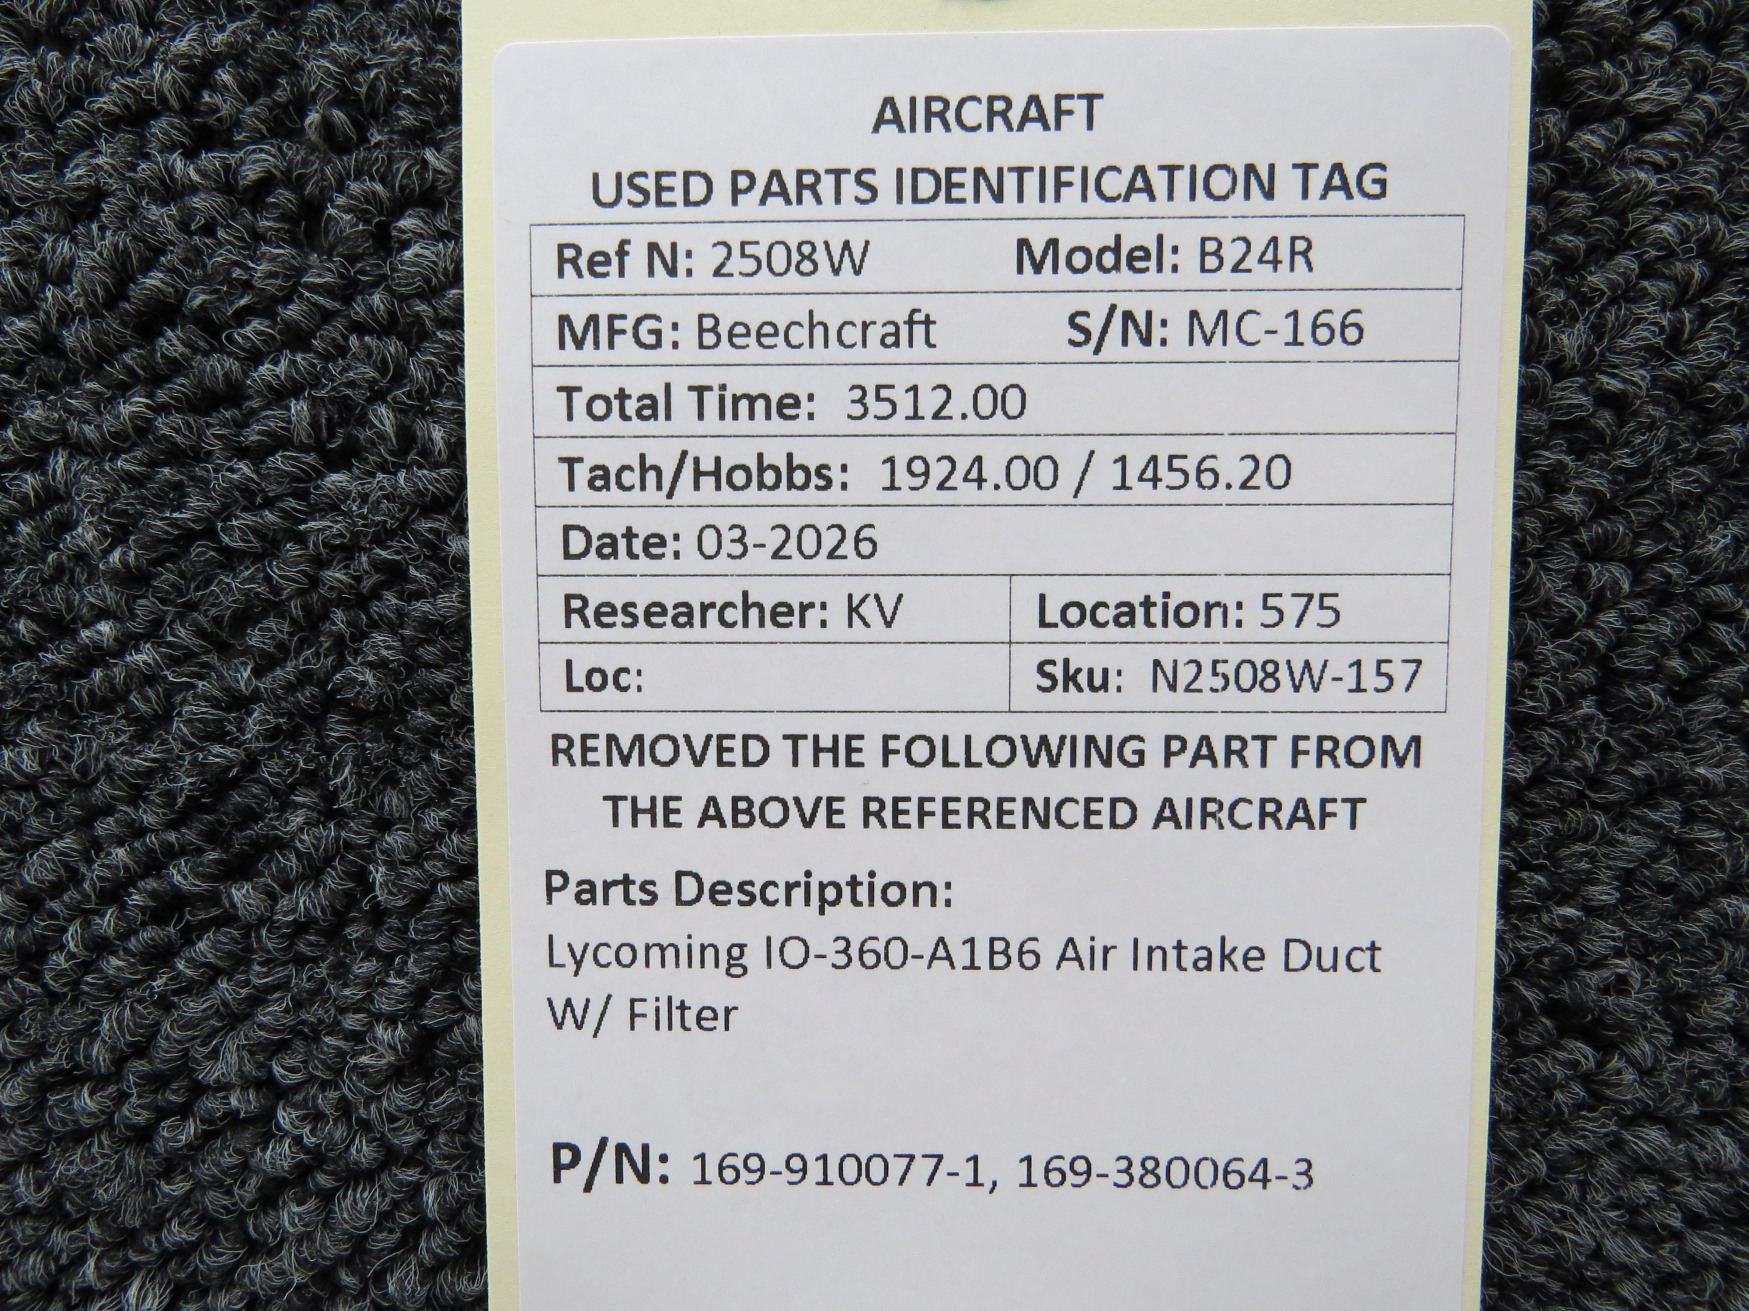 AIRCRAFT
USED PARTS IDENTIFICATION TAG
Ref N: 2508W Model: B24R
MFG: Beechcraft S/N: MC-166
Total Time: 3512.00
Tach/Hobbs: 1924.00 / 1456.20
Date: 03-2026
Researcher: KV Location: 575
Loc: Sku: N2508W-157
REMOVED THE FOLLOWING PART FROM
THE ABOVE REFERENCED AIRCRAFT
Parts Description:
Lycoming IO-360-A1B6 Air Intake Duct
W/ Filter
P/N: 169-910077-1, 169-380064-3